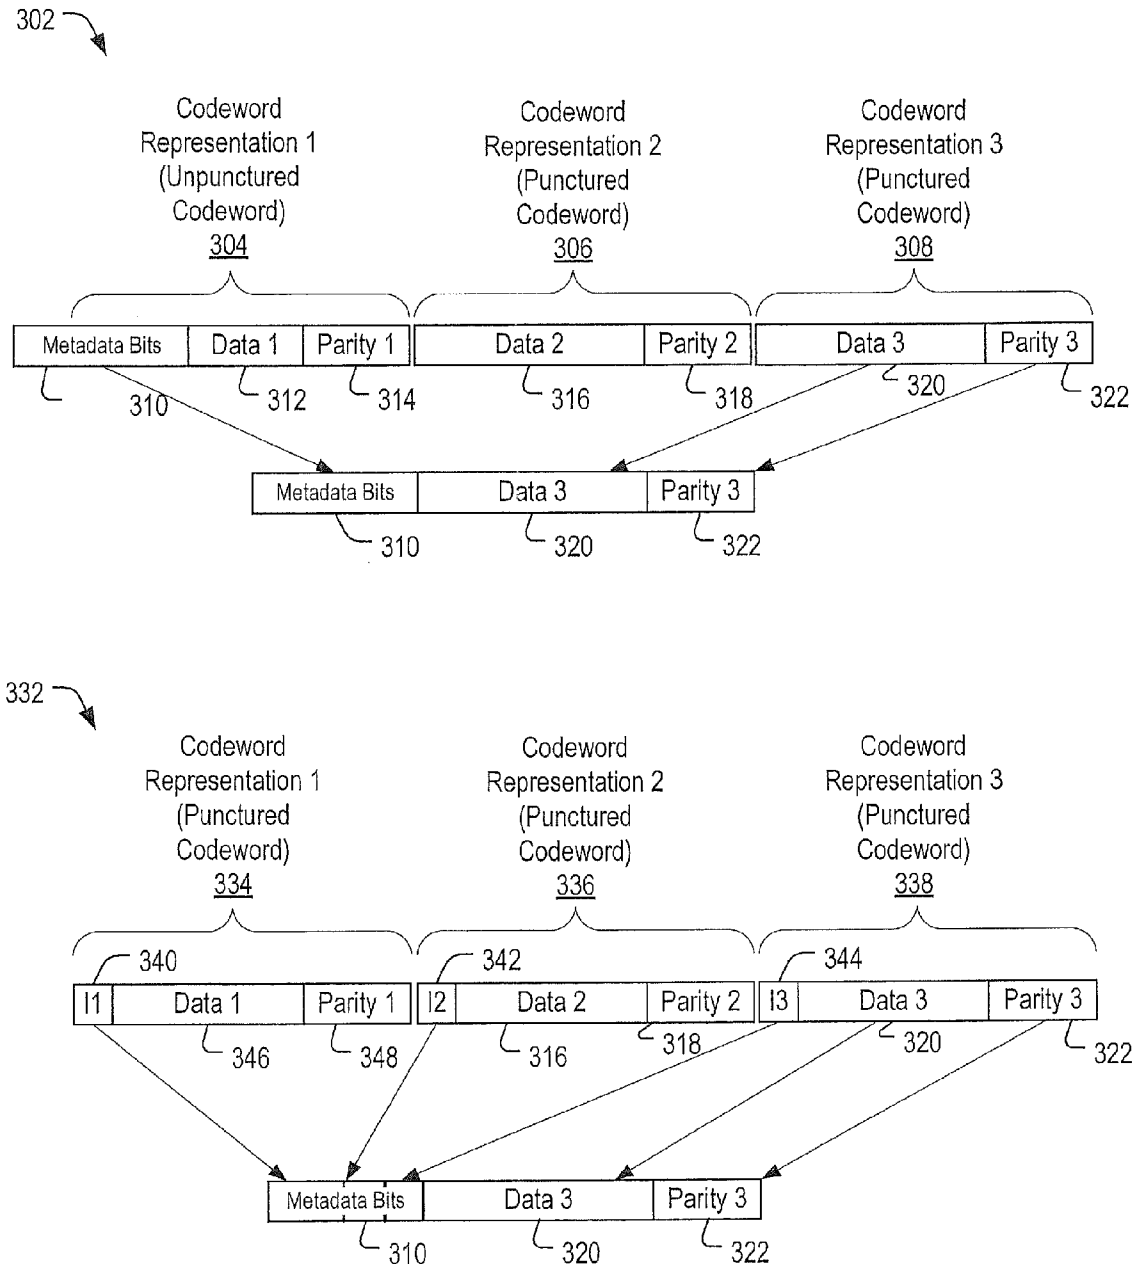 302
Codeword
Representation 1
(Unpunctured
Codeword)
304
Codeword
Representation 2
(Punctured
Codeword)
306
Codeword
Representation 3
(Punctured
Codeword)
308
Metadata Bits Data 1 Parity 1 Data 2 Parity 2 Data 3 Parity 3
310 312 314 316 318 320 322
Metadata Bits Data 3 Parity 3
310 320 322
332
Codeword
Representation 1
(Punctured
Codeword)
334
Codeword
Representation 2
(Punctured
Codeword)
336
Codeword
Representation 3
(Punctured
Codeword)
338
340 342 344
I1 Data 1 Parity 1 I2 Data 2 Parity 2 I3 Data 3 Parity 3
346 348 316 318 320 322
Metadata Bits Data 3 Parity 3
310 320 322